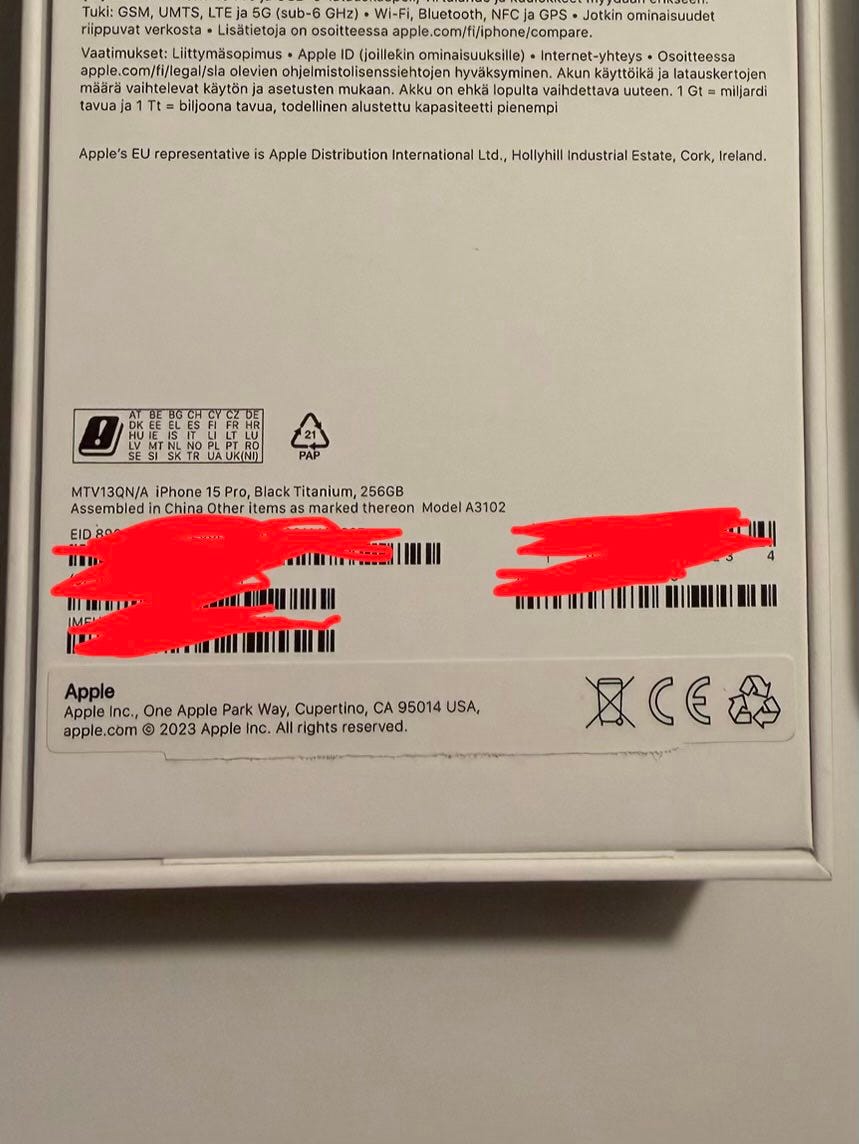 Tuki: GSM, UMTS, LTE ja 5G (sub-6 GHz) • Wi-Fi, Bluetooth, NFC ja GPS • Jotkin ominaisuudet
riippuvat verkosta • Lisätietoja on osoitteessa apple.com/fi/iphone/compare.
Vaatimukset: Liittymäsopimus • Apple ID (joillekin ominaisuuksille) • Internet-yhteys • Osoitteessa
apple.com/fi/legal/sla olevien ohjelmistolisenssiehtojen hyväksyminen. Akun käyttöikä ja latauskertojen
määrä vaihtelevat käytön ja asetusten mukaan. Akku on ehkä lopulta vaihdettava uuteen. 1 Gt = miljardi
tavua ja 1 Tt = biljoona tavua, todellinen alustettu kapasiteetti pienempi
Apple's EU representative is Apple Distribution International Ltd., Hollyhill Industrial Estate, Cork, Ireland.
AT BE BG CH CY CZ DE
DK EE EL ES FI FR HR
HU IE IS IT LI LT LU
LV MT NL NO PL PT RO
SE SI SK TR UA UK(NI)
21
PAP
MTV13QN/A iPhone 15 Pro, Black Titanium, 256GB
Assembled in China Other items as marked thereon Model A3102
EID
4
Apple
Apple Inc., One Apple Park Way, Cupertino, CA 95014 USA,
apple.com © 2023 Apple Inc. All rights reserved.
CE